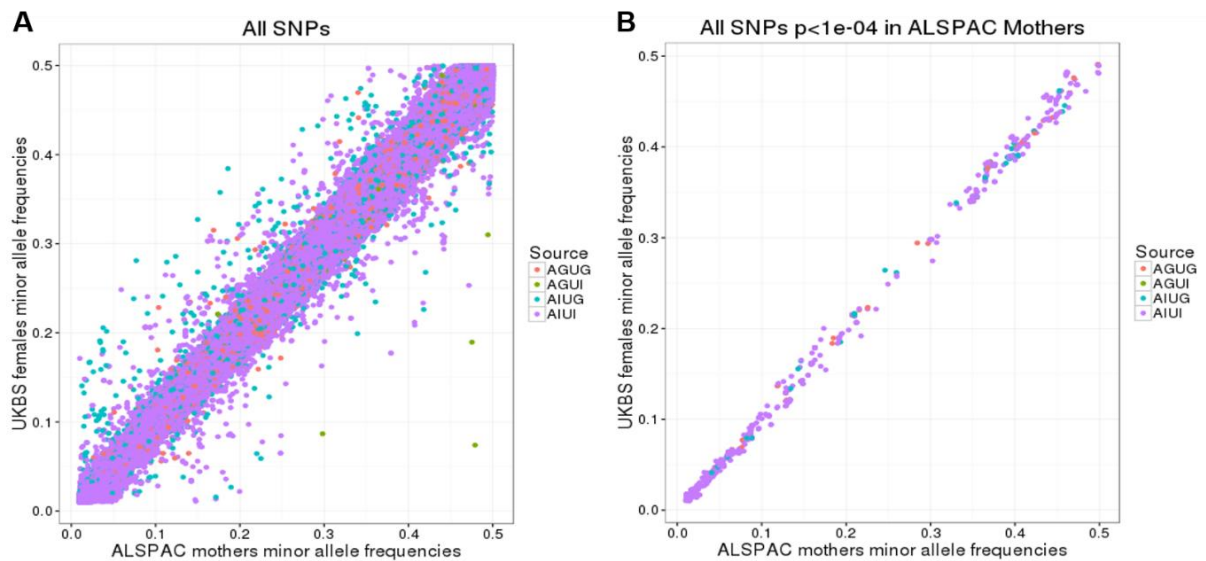 A
All SNPs
UKBS females minor allele frequencies
0.5
0.4
0.3
0.2
0.1
0.0
0.0 0.1 0.2 0.3 0.4 0.5
ALSPAC mothers minor allele frequencies
Source
AGUG
AGUI
AIUG
AIUI
B
All SNPs p<1e-04 in ALSPAC Mothers
UKBS females minor allele frequencies
0.5
0.4
0.3
0.2
0.1
0.0
0.0 0.1 0.2 0.3 0.4 0.5
ALSPAC mothers minor allele frequencies
Source
AGUG
AGUI
AIUG
AIUI